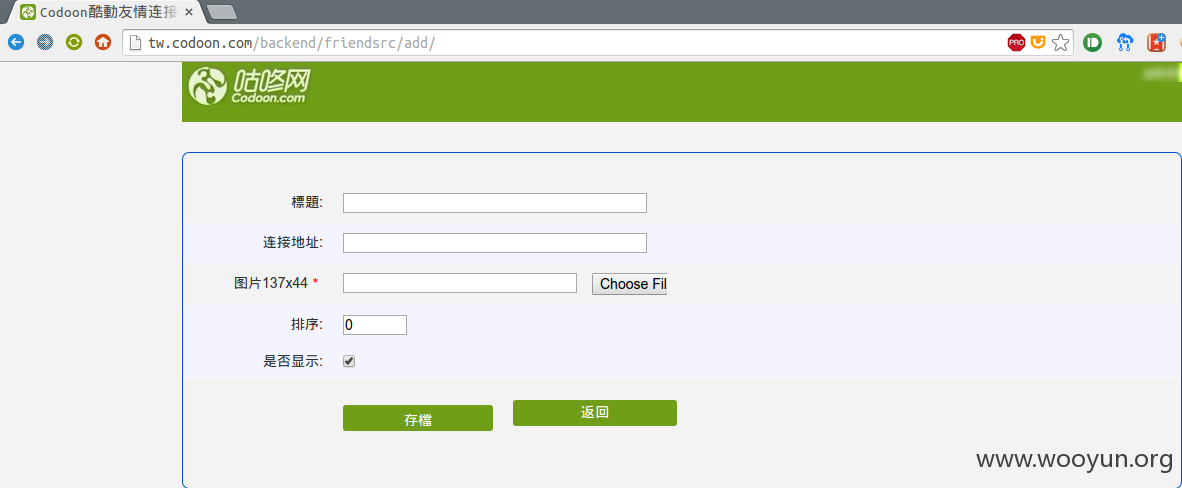 Codoon酷動友情连接
tw.codoon.com/backend/friendsrc/add/
PRO
咕咚网
Codoon.com
標題:
连接地址:
图片137x44 *
Choose Fil
排序:
0
是否显示:
存檔
返回
www.wooyun.org